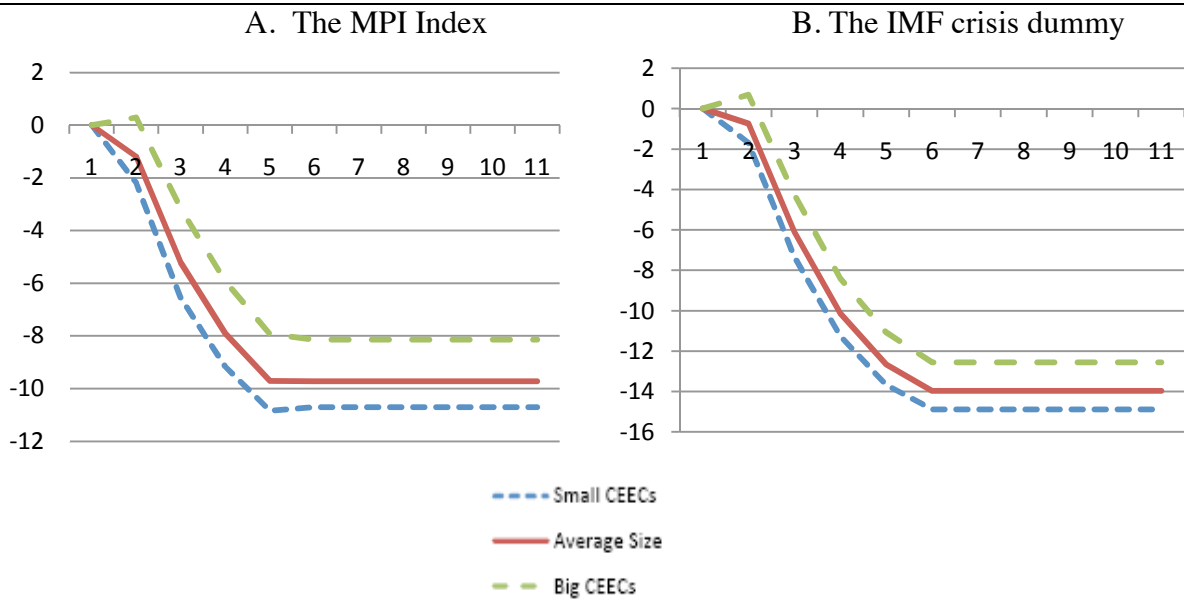 A. The MPI Index
2
0
-2
-4
-6
-8
-10
-12
1 2 3 4 5 6 7 8 9 10 11
B. The IMF crisis dummy
2
0
-2
-4
-6
-8
-10
-12
-14
-16
1 2 3 4 5 6 7 8 9 10 11
Small CEECs
Average Size
Big CEECs